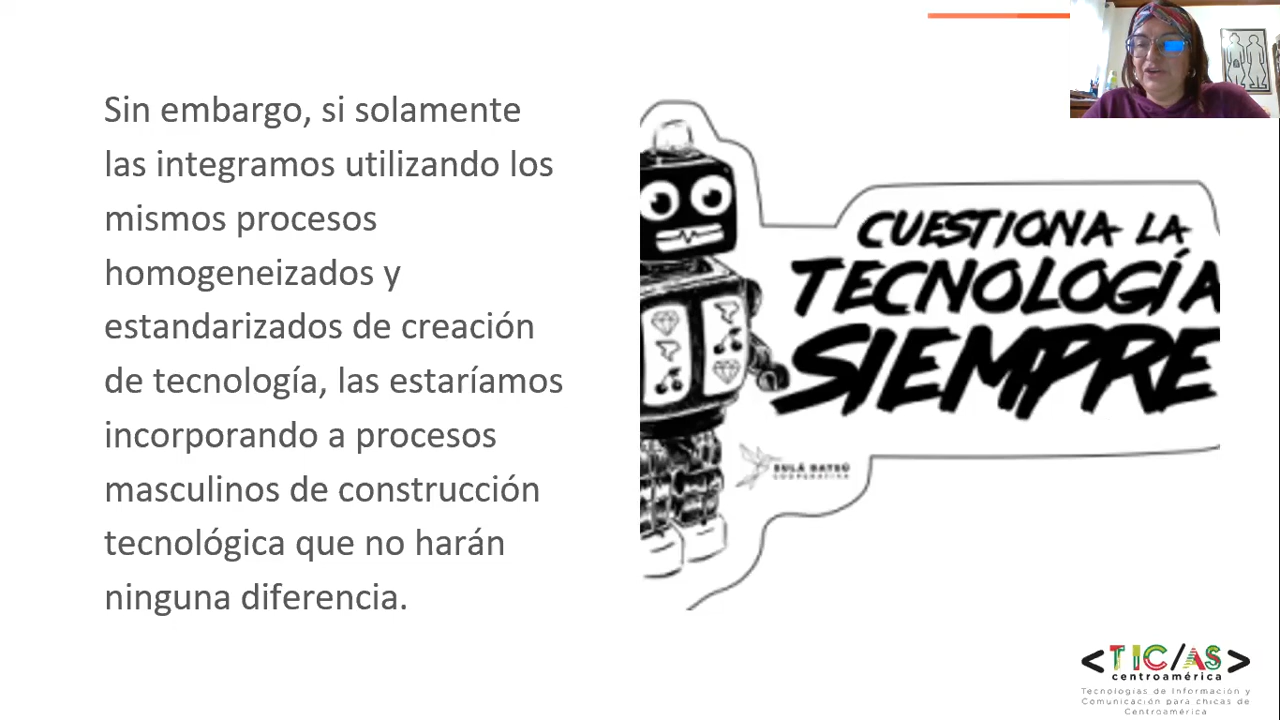 Sin embargo, si solamente
las integramos utilizando los
mismos procesos
homogeneizados y
estandarizados de creación
de tecnología, las estaríamos
incorporando a procesos
masculinos de construcción
tecnológica que no harán
ninguna diferencia.
CUESTIONA LA
TECNOLOGÍA
SIEMPRE
SULÁ BATSÚ
COOPERATIVA
<TIC/AS>
centroamérica
Tecnologías de Información y
Comunicación para chicas de
Centroamérica